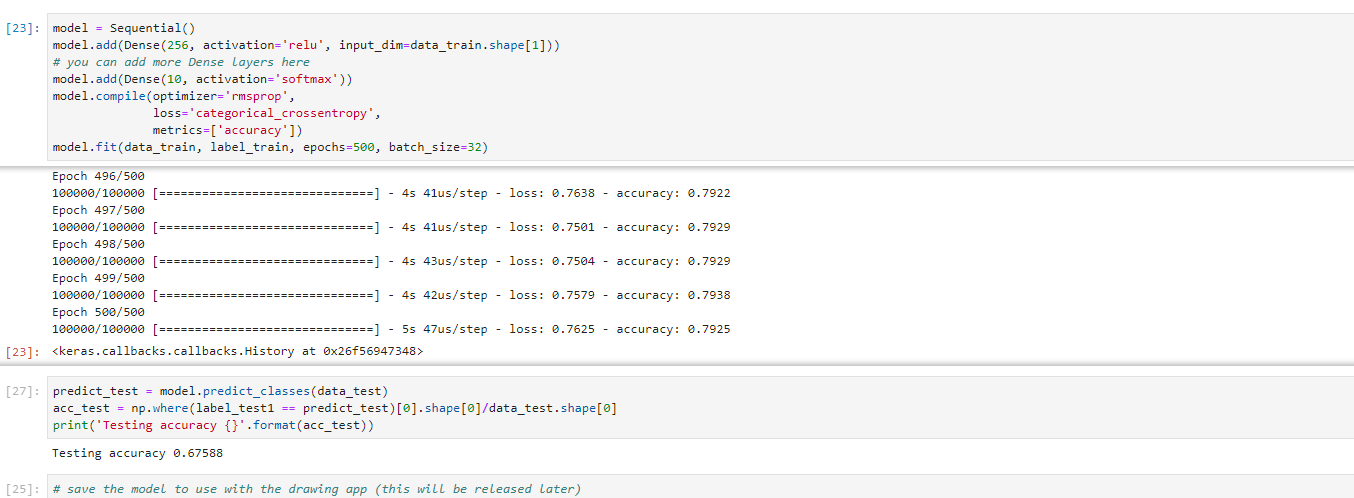 [23]: model = Sequential()
model.add(Dense(256, activation='relu', input_dim=data_train.shape[1]))
# you can add more Dense layers here
model.add(Dense(10, activation='softmax'))
model.compile(optimizer='rmsprop',
              loss='categorical_crossentropy',
              metrics=['accuracy'])
model.fit(data_train, label_train, epochs=500, batch_size=32)
Epoch 496/500
100000/100000 [==============================] - 4s 41us/step - loss: 0.7638 - accuracy: 0.7922
Epoch 497/500
100000/100000 [==============================] - 4s 41us/step - loss: 0.7501 - accuracy: 0.7929
Epoch 498/500
100000/100000 [==============================] - 4s 43us/step - loss: 0.7504 - accuracy: 0.7929
Epoch 499/500
100000/100000 [==============================] - 4s 42us/step - loss: 0.7579 - accuracy: 0.7938
Epoch 500/500
100000/100000 [==============================] - 5s 47us/step - loss: 0.7625 - accuracy: 0.7925
[23]: <keras.callbacks.callbacks.History at 0x26f56947348>
[27]: predict_test = model.predict_classes(data_test)
acc_test = np.where(label_test1 == predict_test)[0].shape[0]/data_test.shape[0]
print('Testing accuracy {}'.format(acc_test))
Testing accuracy 0.67588
[25]: # save the model to use with the drawing app (this will be released later)